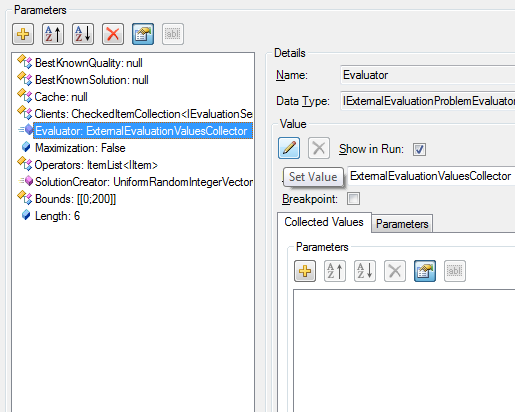 Parameters
BestKnownQuality: null
BestKnownSolution: null
Cache: null
Clients: CheckedItemCollection<IEvaluationSe
Evaluator: ExternalEvaluationValuesCollector
Maximization: False
Operators: ItemList<Item>
SolutionCreator: UniformRandomIntegerVector
Bounds: [[0;200]]
Length: 6
Details
Name: Evaluator
Data Type: IExternalEvaluationProblemEvaluator
Value
Show in Run:
Set Value
ExternalEvaluationValuesCollector
Breakpoint:
Collected Values Parameters
Parameters